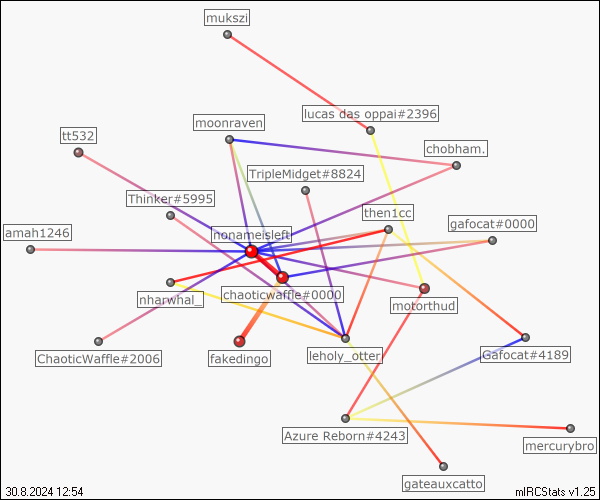 mukszi
lucas das oppai#2396
moonraven
tt532
chobham.
TripleMidget#8824
Thinker#5995
then1cc
gafocat#0000
amah1246
nonameisleft
nharwhal_
chaoticwaffle#0000
motorthud
ChaoticWaffle#2006
fakedingo
leholy_otter
Gafocat#4189
Azure Reborn#4243
mercurybro
gateauxcatto
30.8.2024 12:54
mIRCStats v1.25